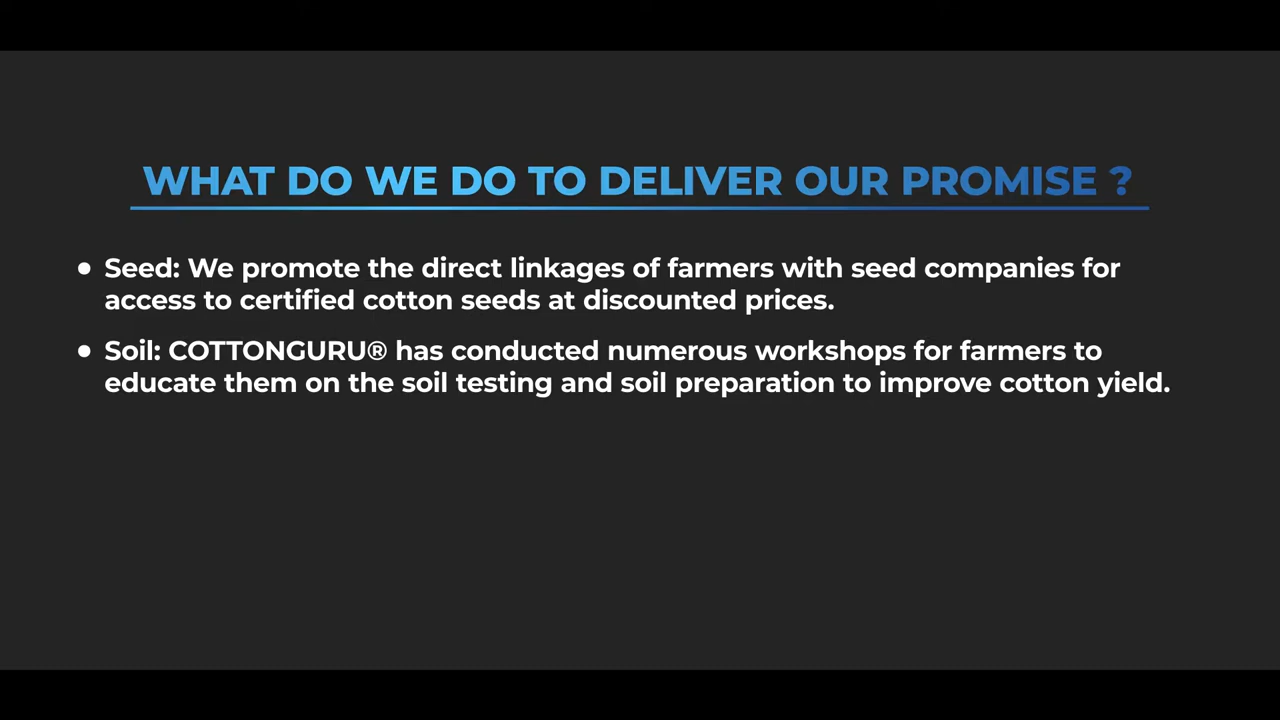 WHAT DO WE DO TO DELIVER OUR PROMISE ?
• Seed: We promote the direct linkages of farmers with seed companies for
access to certified cotton seeds at discounted prices.
• Soil: COTTONGURU® has conducted numerous workshops for farmers to
educate them on the soil testing and soil preparation to improve cotton yield.